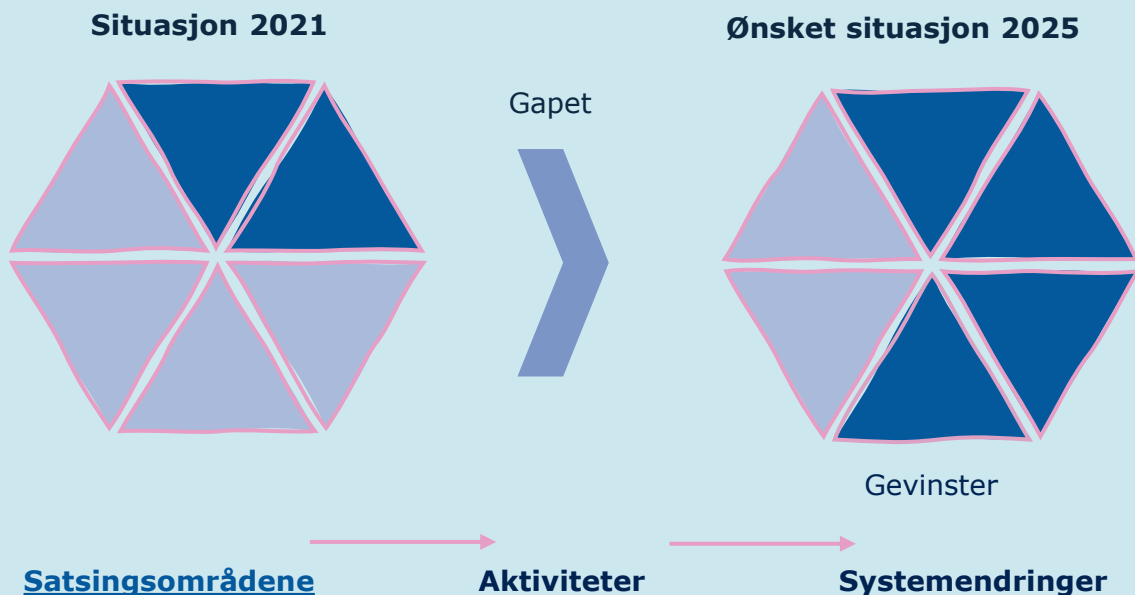 Situasjon 2021
Ønsket situasjon 2025
Gapet
Gevinster
Satsingsområdene
Aktiviteter
Systemendringer